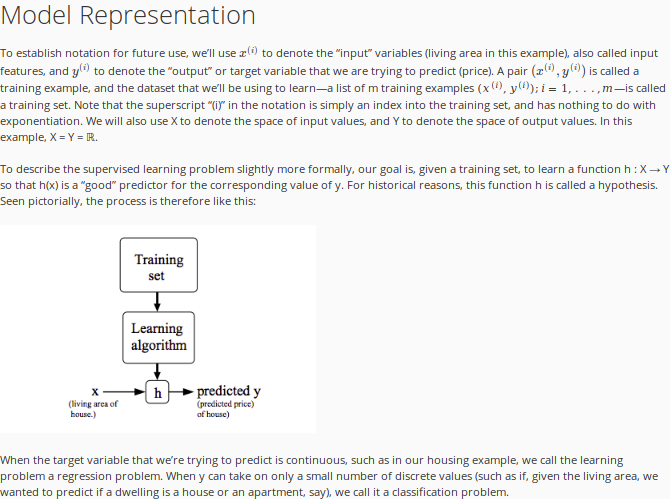 Model Representation
To establish notation for future use, we’ll use x⁽ⁱ⁾ to denote the “input” variables (living area in this example), also called input
features, and y⁽ⁱ⁾ to denote the “output” or target variable that we are trying to predict (price). A pair (x⁽ⁱ⁾, y⁽ⁱ⁾) is called a
training example, and the dataset that we’ll be using to learn—a list of m training examples (x⁽ⁱ⁾, y⁽ⁱ⁾); i = 1, . . . , m—is called
a training set. Note that the superscript “(i)” in the notation is simply an index into the training set, and has nothing to do with
exponentiation. We will also use X to denote the space of input values, and Y to denote the space of output values. In this
example, X = Y = ℝ.
To describe the supervised learning problem slightly more formally, our goal is, given a training set, to learn a function h : X → Y
so that h(x) is a “good” predictor for the corresponding value of y. For historical reasons, this function h is called a hypothesis.
Seen pictorially, the process is therefore like this:
Training
set
Learning
algorithm
x
(living area of
house.)
h
predicted y
(predicted price)
of house)
When the target variable that we’re trying to predict is continuous, such as in our housing example, we call the learning
problem a regression problem. When y can take on only a small number of discrete values (such as if, given the living area, we
wanted to predict if a dwelling is a house or an apartment, say), we call it a classification problem.